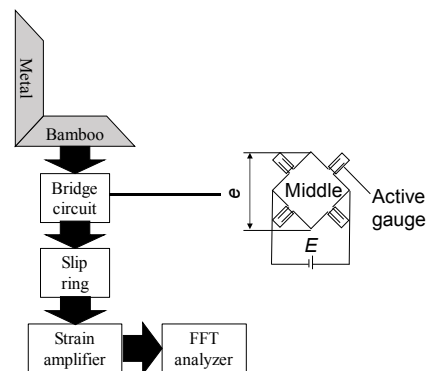 Metal
Bamboo
Bridge
circuit
e
Middle
Active
gauge
E
Slip
ring
Strain
amplifier
FFT
analyzer